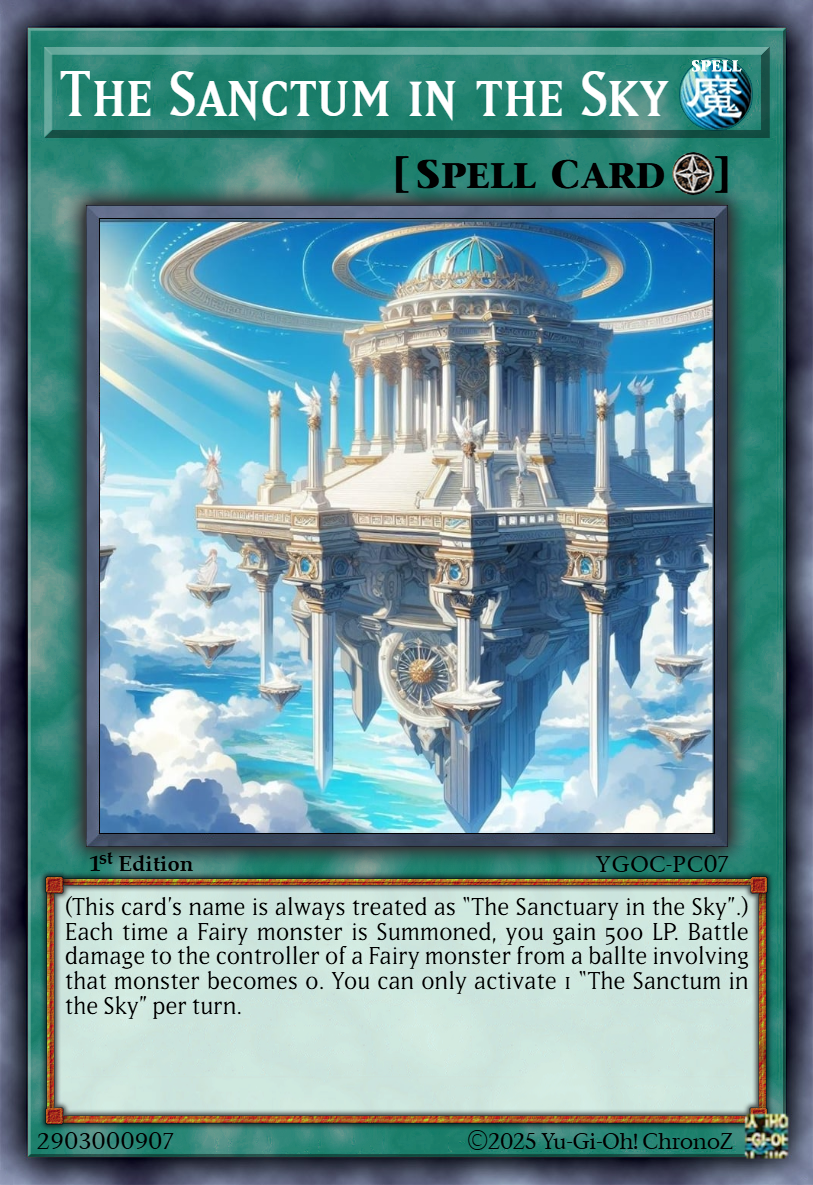 The Sanctum in the Sky
SPELL
魔
[Spell Card]
1st Edition
YGOC-PC07
(This card's name is always treated as "The Sanctuary in the Sky".)
Each time a Fairy monster is Summoned, you gain 500 LP. Battle
damage to the controller of a Fairy monster from a ballte involving
that monster becomes 0. You can only activate 1 "The Sanctum in
the Sky" per turn.
2903000907
©2025 Yu-Gi-Oh! ChronoZ